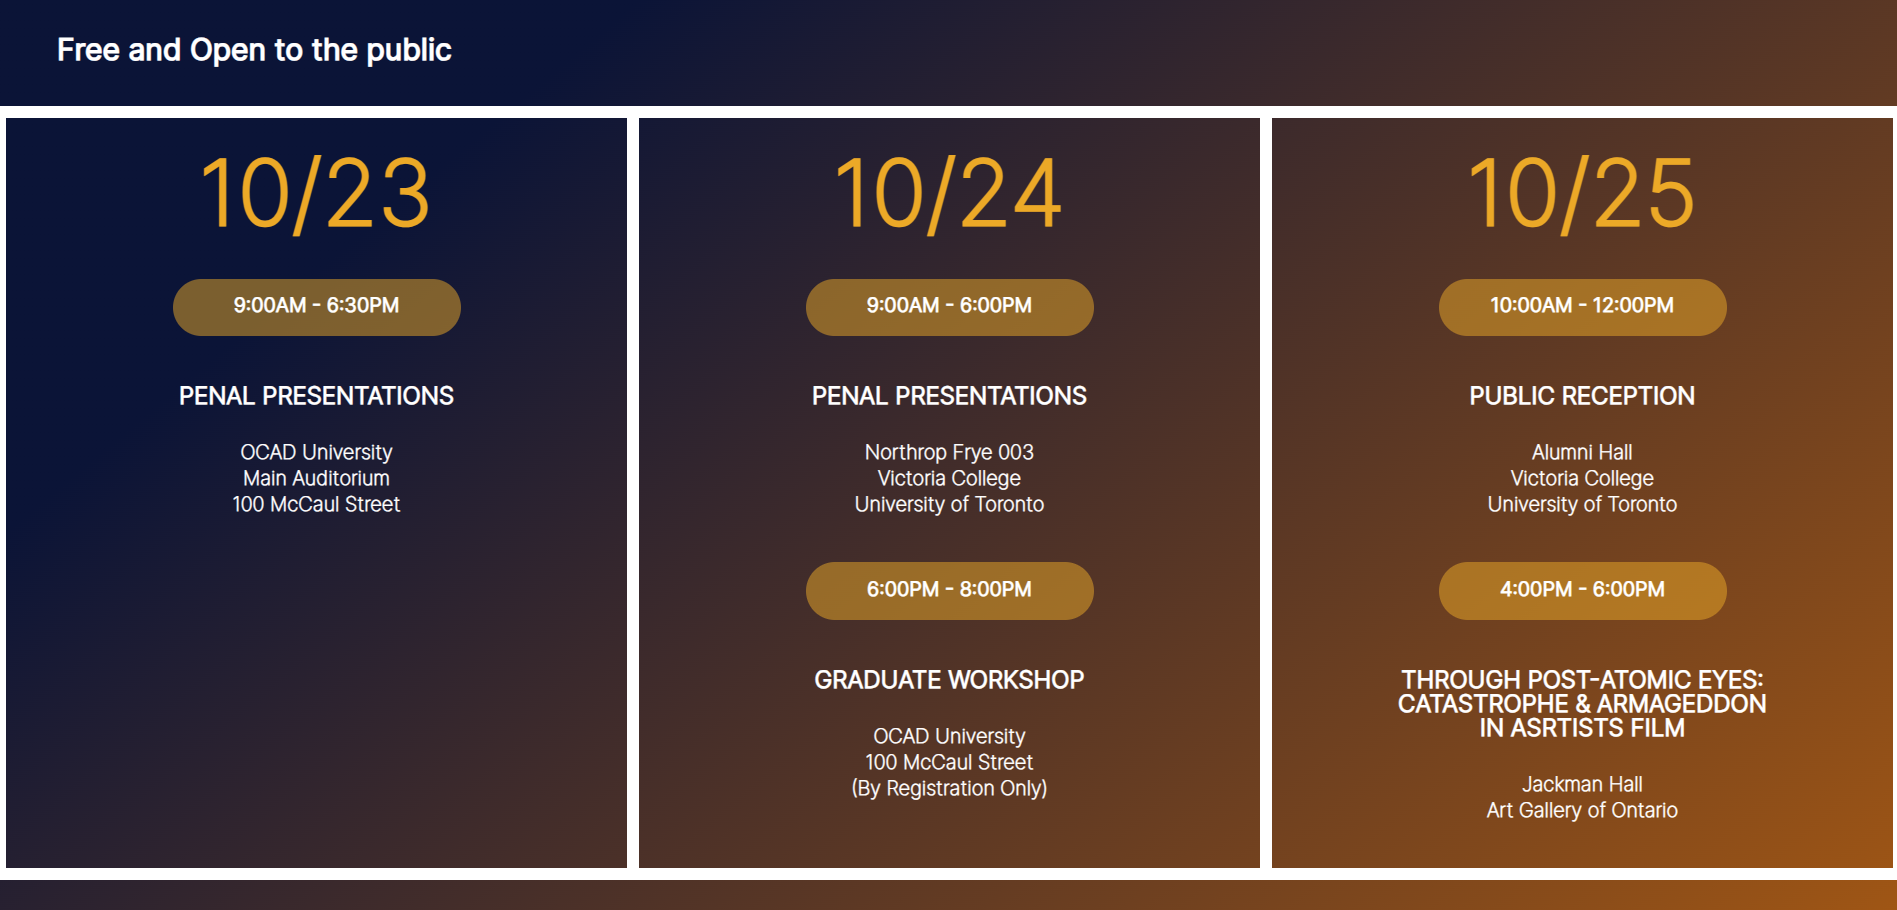 Free and Open to the public
10/23
9:00AM - 6:30PM
PENAL PRESENTATIONS
OCAD University
Main Auditorium
100 McCaul Street
10/24
9:00AM - 6:00PM
PENAL PRESENTATIONS
Northrop Frye 003
Victoria College
University of Toronto
6:00PM - 8:00PM
GRADUATE WORKSHOP
OCAD University
100 McCaul Street
(By Registration Only)
10/25
10:00AM - 12:00PM
PUBLIC RECEPTION
Alumni Hall
Victoria College
University of Toronto
4:00PM - 6:00PM
THROUGH POST-ATOMIC EYES:
CATASTROPHE & ARMAGEDDON
IN ASRTISTS FILM
Jackman Hall
Art Gallery of Ontario